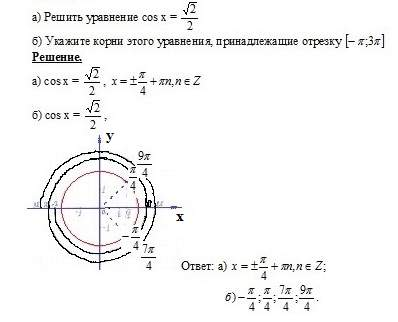 а) Решить уравнение cos x = √2/2
б) Укажите корни этого уравнения, принадлежащие отрезку [− π;3π]
Решение.
а) cos x = √2/2 , x = ±π/4 + πn, n ∈ Z
б) cos x = √2/2 ,
y
9π/4
π/4
x
−π/4
7π/4
Ответ: а) x = ±π/4 + πn, n ∈ Z;
б) −π/4; π/4; 7π/4; 9π/4.